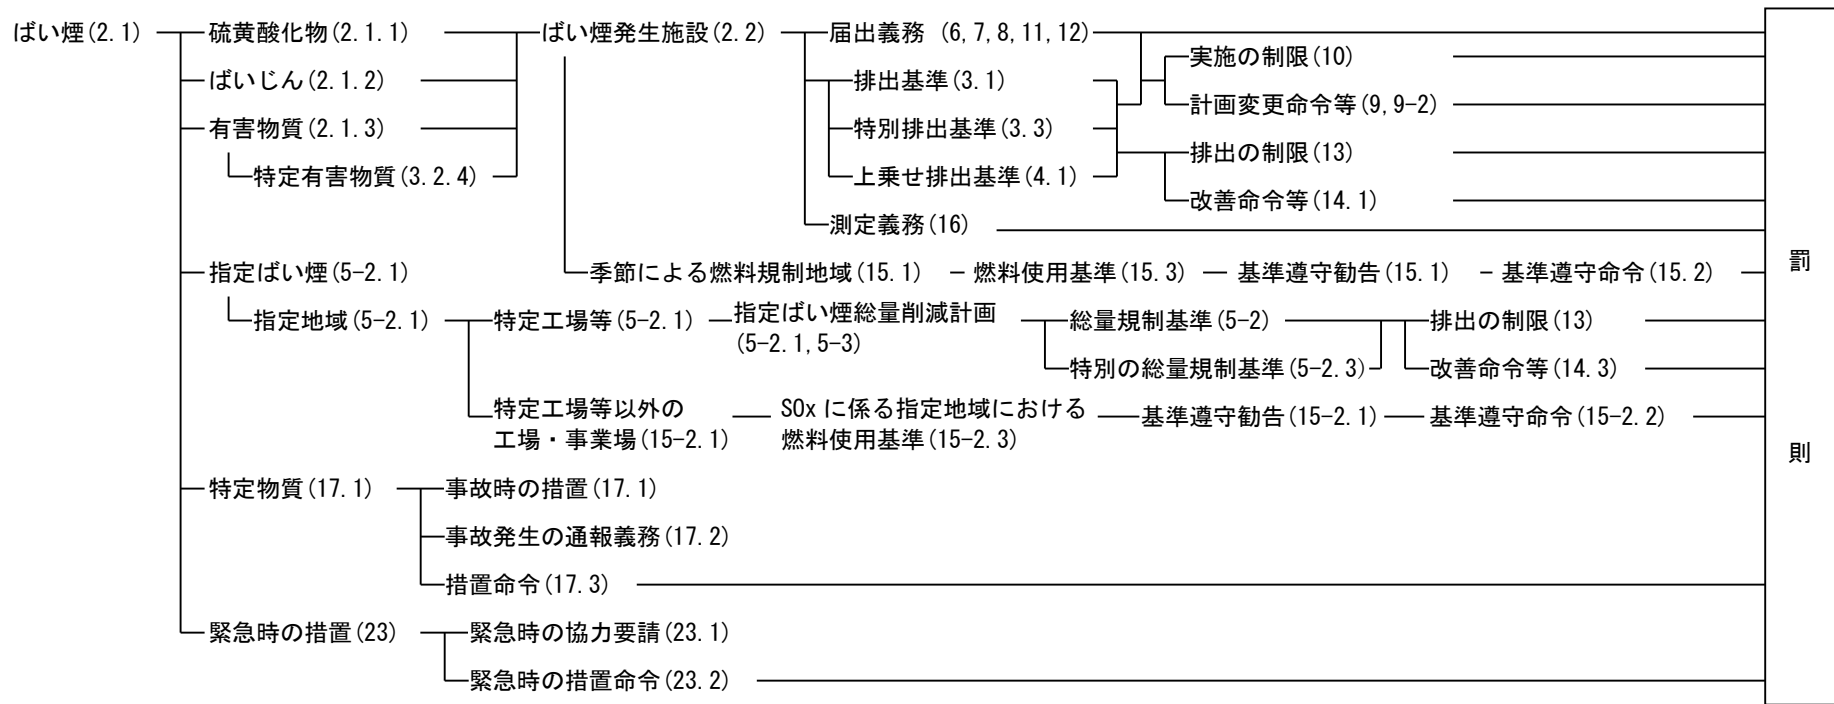 ばい煙(2.1) 硫黄酸化物(2.1.1) ばい煙発生施設(2.2) 届出義務 (6,7,8,11,12)
実施の制限(10)
ばいじん(2.1.2) 排出基準(3.1)
計画変更命令等(9,9-2)
有害物質(2.1.3) 特別排出基準(3.3)
排出の制限(13)
特定有害物質(3.2.4) 上乗せ排出基準(4.1)
改善命令等(14.1)
測定義務(16)
指定ばい煙(5-2.1) 季節による燃料規制地域(15.1) 燃料使用基準(15.3) 基準遵守勧告(15.1) 基準遵守命令(15.2)
指定地域(5-2.1) 特定工場等(5-2.1) 指定ばい煙総量削減計画 総量規制基準(5-2) 排出の制限(13)
(5-2.1,5-3)
特別の総量規制基準(5-2.3) 改善命令等(14.3)
特定工場等以外の SOxに係る指定地域における 基準遵守勧告(15-2.1) 基準遵守命令(15-2.2)
工場・事業場(15-2.1) 燃料使用基準(15-2.3)
特定物質(17.1) 事故時の措置(17.1)
事故発生の通報義務(17.2)
措置命令(17.3)
緊急時の措置(23) 緊急時の協力要請(23.1)
緊急時の措置命令(23.2)
罰
則